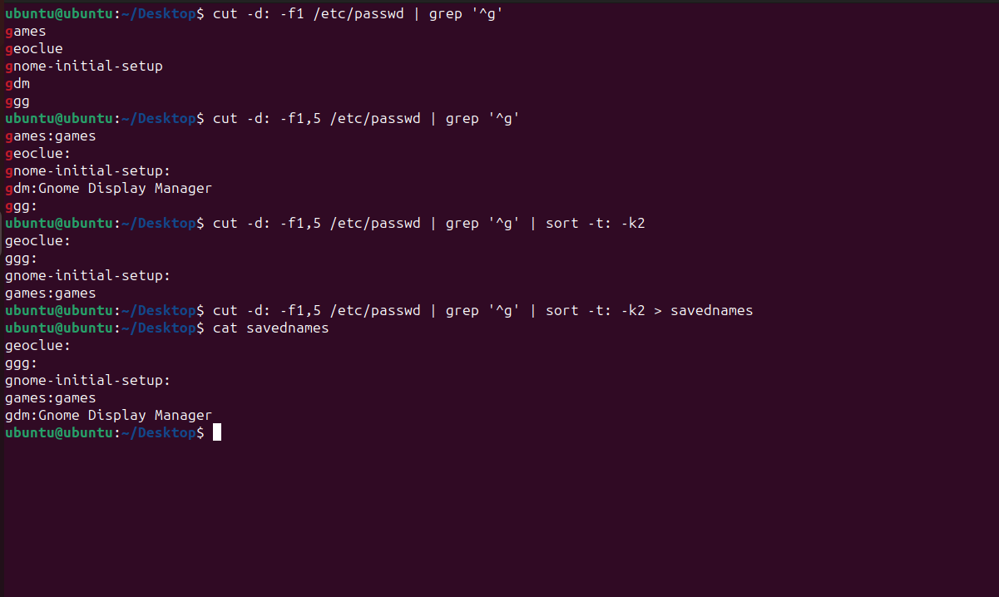 ubuntu@ubuntu:~/Desktop$ cut -d: -f1 /etc/passwd | grep '^g'
games
geoclue
gnome-initial-setup
gdm
ggg
ubuntu@ubuntu:~/Desktop$ cut -d: -f1,5 /etc/passwd | grep '^g'
games:games
geoclue:
gnome-initial-setup:
gdm:Gnome Display Manager
ggg:
ubuntu@ubuntu:~/Desktop$ cut -d: -f1,5 /etc/passwd | grep '^g' | sort -t: -k2
geoclue:
ggg:
gnome-initial-setup:
games:games
ubuntu@ubuntu:~/Desktop$ cut -d: -f1,5 /etc/passwd | grep '^g' | sort -t: -k2 > savednames
ubuntu@ubuntu:~/Desktop$ cat savednames
geoclue:
ggg:
gnome-initial-setup:
games:games
gdm:Gnome Display Manager
ubuntu@ubuntu:~/Desktop$